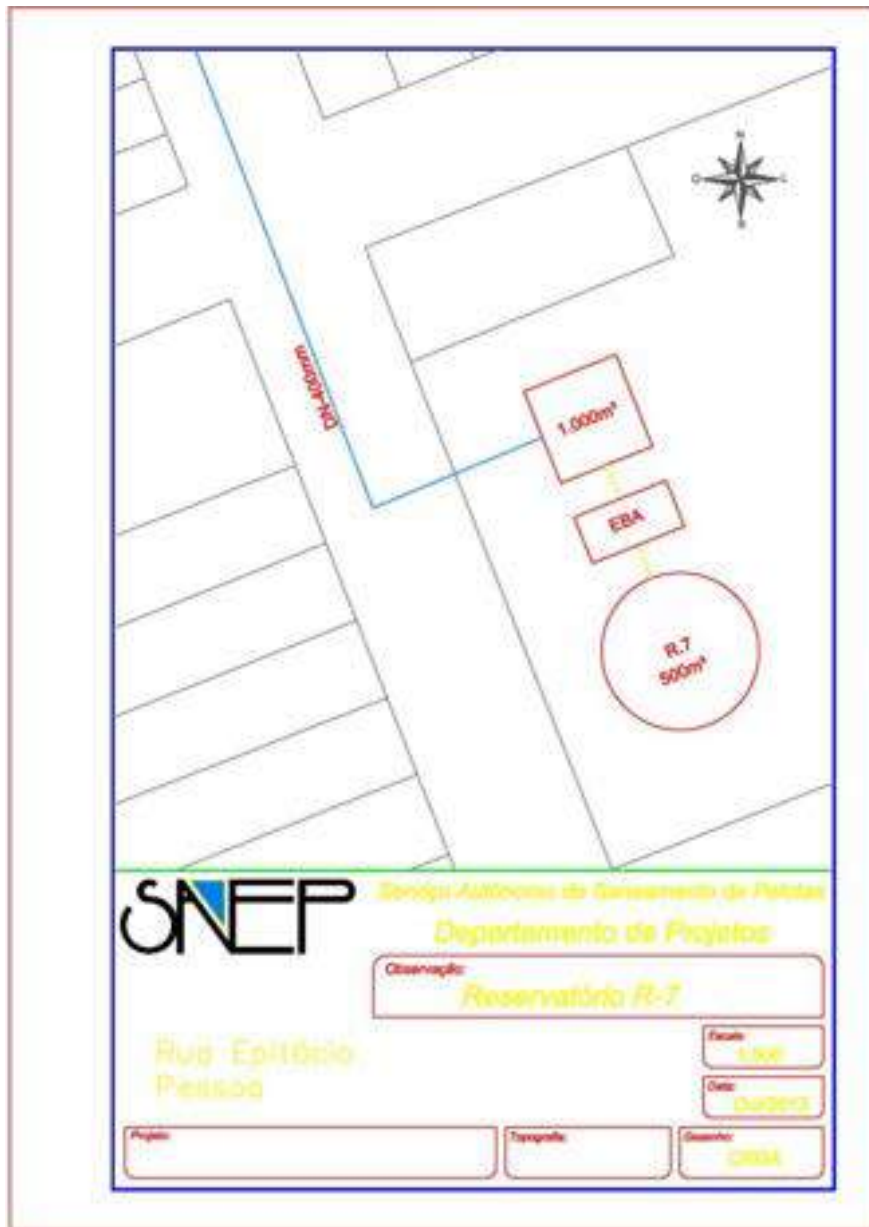 N
O
L
S
DN-400mm
1.000m³
EBA
R.7
500m³
SANEP
Serviço Autônomo de Saneamento de Pelotas
Departamento de Projetos
Observação:
Reservatório R-7
Rua Epitácio
Pessoa
Escala:
Data:
Projeto:
Topografia:
Desenho: